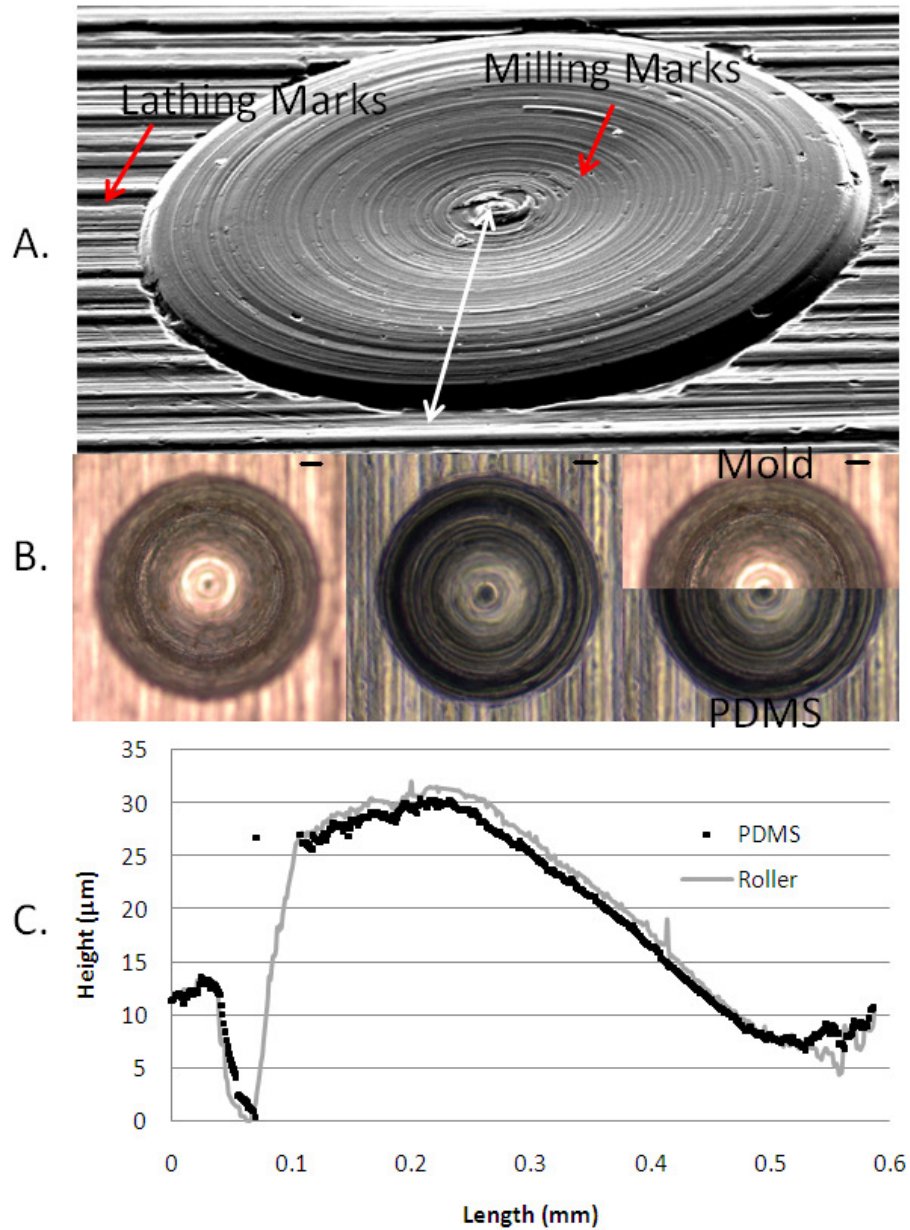 Milling Marks
Lathing Marks
A.
Mold
B.
PDMS
C.
Height (µm)
35
30
25
20
15
10
5
0
PDMS
Roller
0 0.1 0.2 0.3 0.4 0.5 0.6
Length (mm)